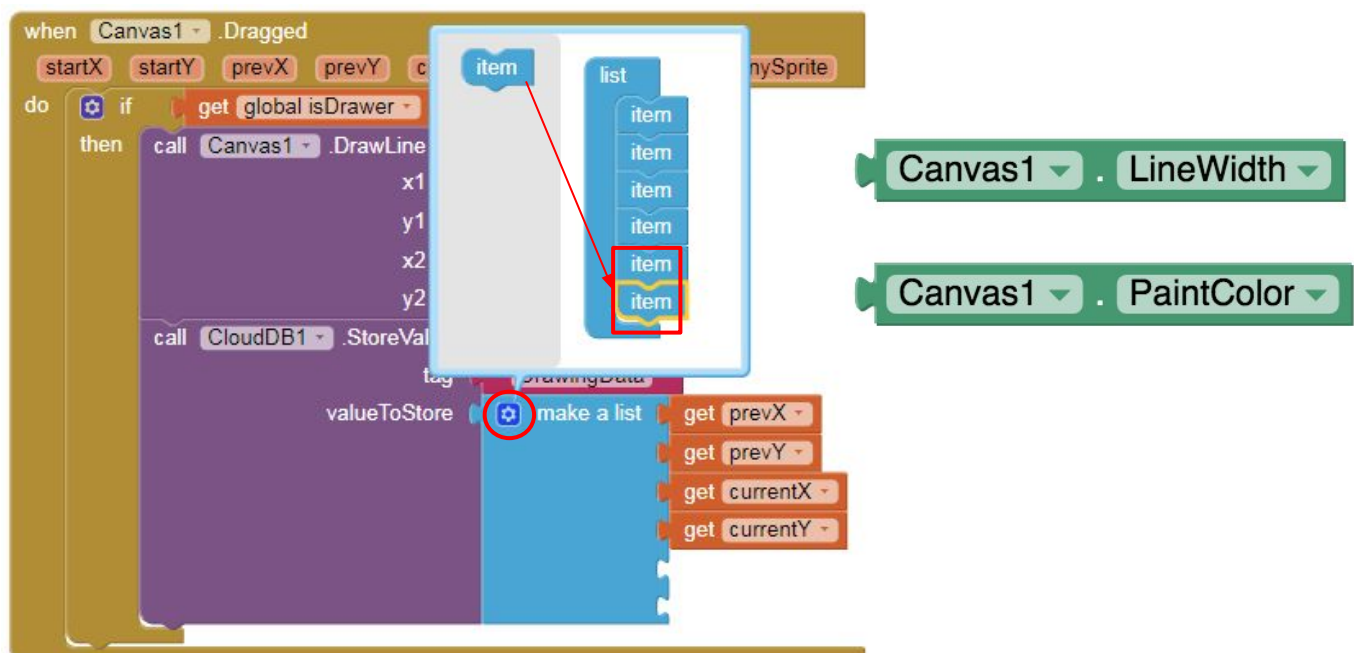 when Canvas1 .Dragged
startX startY prevX prevY c nySprite
do if get global isDrawer
then call Canvas1 .DrawLine
x1
y1
x2
y2
call CloudDB1 .StoreVal
tag DrawingData
valueToStore make a list get prevX
get prevY
get currentX
get currentY
item
list
item
item
item
item
item
item
Canvas1 . LineWidth
Canvas1 . PaintColor